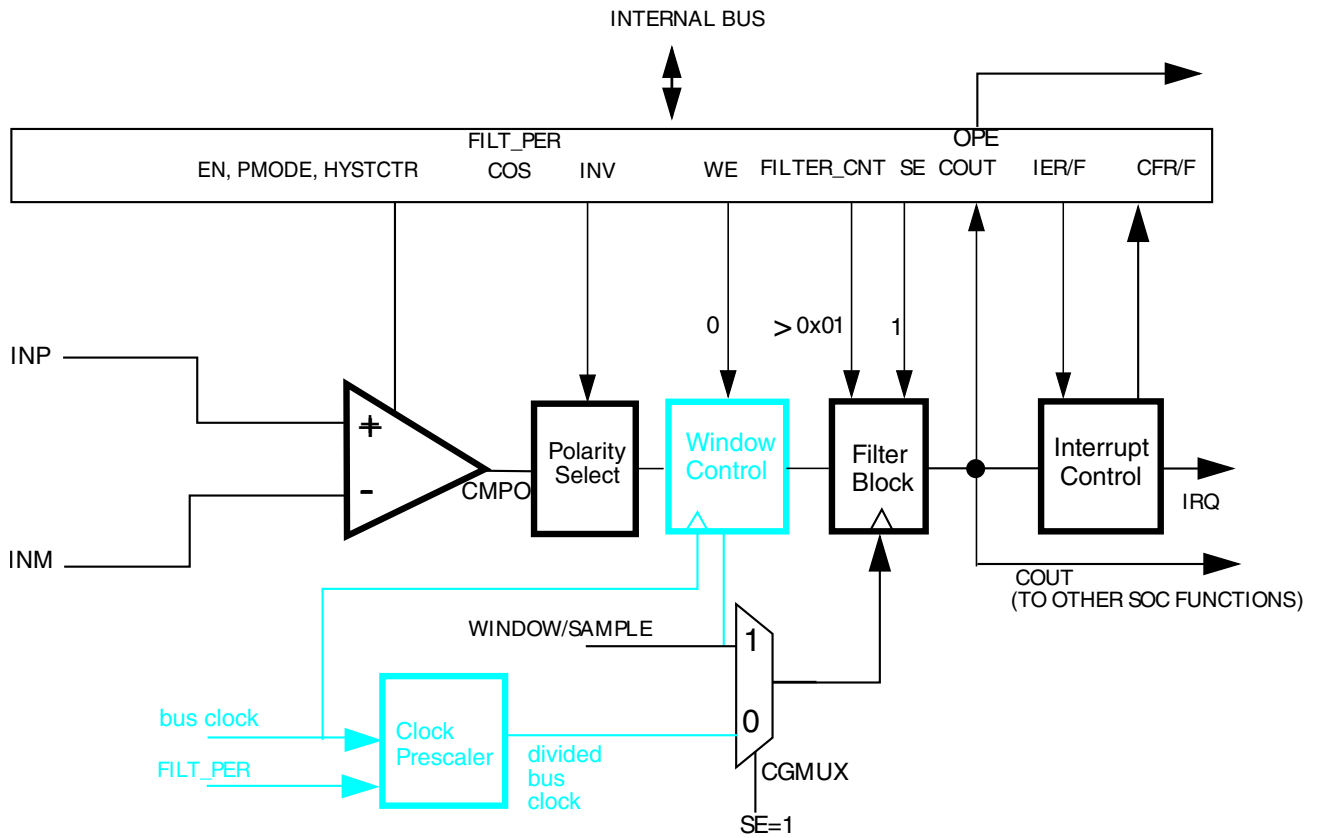 INTERNAL BUS
FILT_PER
OPE
EN, PMODE, HYSTCTR
COS
INV
WE
FILTER_CNT
SE
COUT
IER/F
CFR/F
0
> 0x01
1
INP
+
-
INM
CMPO
Polarity
Select
Window
Control
Filter
Block
Interrupt
Control
IRQ
COUT
(TO OTHER SOC FUNCTIONS)
WINDOW/SAMPLE
1
0
bus clock
FILT_PER
Clock
Prescaler
divided
bus
clock
CGMUX
SE=1